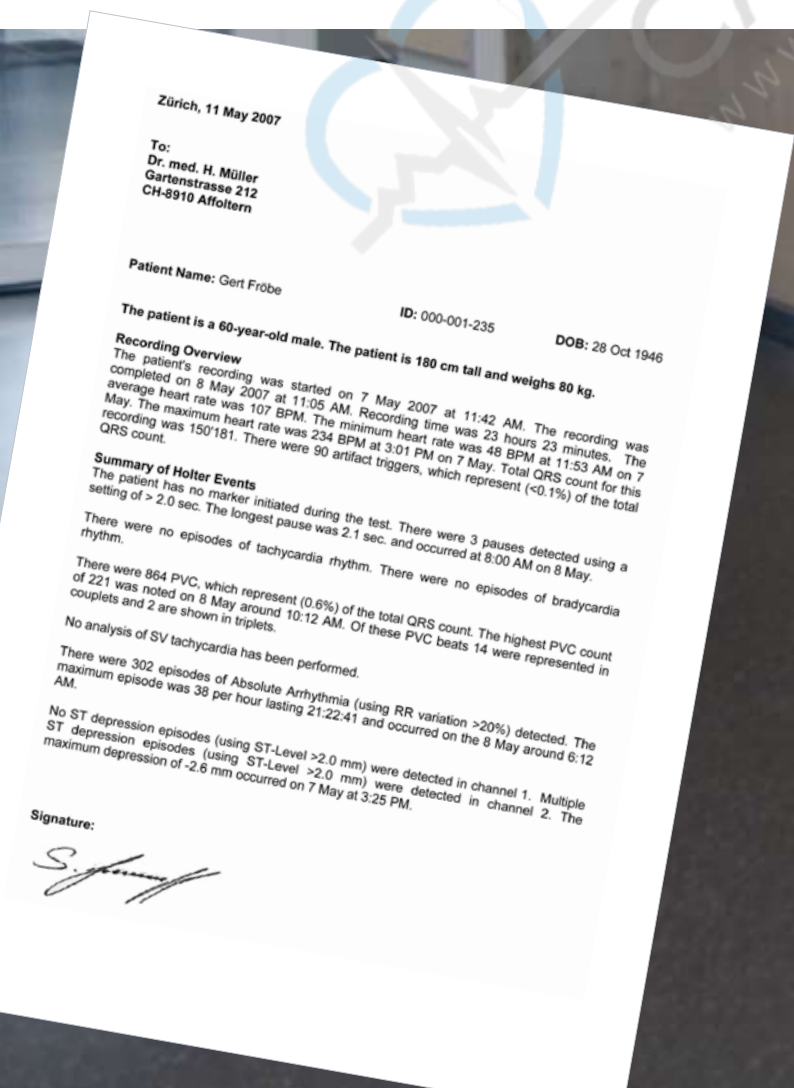 Zürich, 11 May 2007
To:
Dr. med. H. Müller
Gartenstrasse 212
CH-8910 Affoltern
Patient Name: Gert Fröbe ID: 000-001-235 DOB: 28 Oct 1946
The patient is a 60-year-old male. The patient is 180 cm tall and weighs 80 kg.
Recording Overview
The patient's recording was started on 7 May 2007 at 11:42 AM. The recording was
completed on 8 May 2007 at 11:05 AM. Recording time was 23 hours 23 minutes. The
average heart rate was 107 BPM. The minimum heart rate was 48 BPM at 11:53 AM on 7
May. The maximum heart rate was 234 BPM at 3:01 PM on 7 May. Total QRS count for this
recording was 150'181. There were 90 artifact triggers, which represent (<0.1%) of the total
QRS count.
Summary of Holter Events
The patient has no marker initiated during the test. There were 3 pauses detected using a
setting of > 2.0 sec. The longest pause was 2.1 sec. and occurred at 8:00 AM on 8 May.
There were no episodes of tachycardia rhythm. There were no episodes of bradycardia
rhythm.
There were 864 PVC, which represent (0.6%) of the total QRS count. The highest PVC count
of 221 was noted on 8 May around 10:12 AM. Of these PVC beats 14 were represented in
couplets and 2 are shown in triplets.
No analysis of SV tachycardia has been performed.
There were 302 episodes of Absolute Arrhythmia (using RR variation >20%) detected. The
maximum episode was 38 per hour lasting 21:22:41 and occurred on the 8 May around 6:12
AM.
No ST depression episodes (using ST-Level >2.0 mm) were detected in channel 1. Multiple
ST depression episodes (using ST-Level >2.0 mm) were detected in channel 2. The
maximum depression of -2.6 mm occurred on 7 May at 3:25 PM.
Signature: